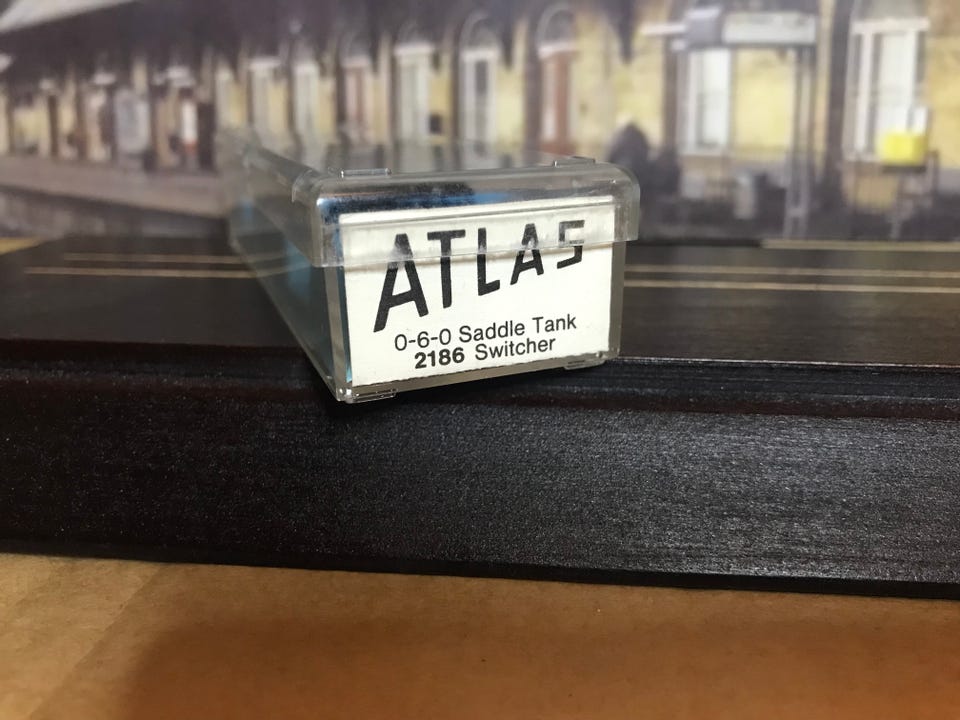 ATLAS
0-6-0 Saddle Tank
2186 Switcher